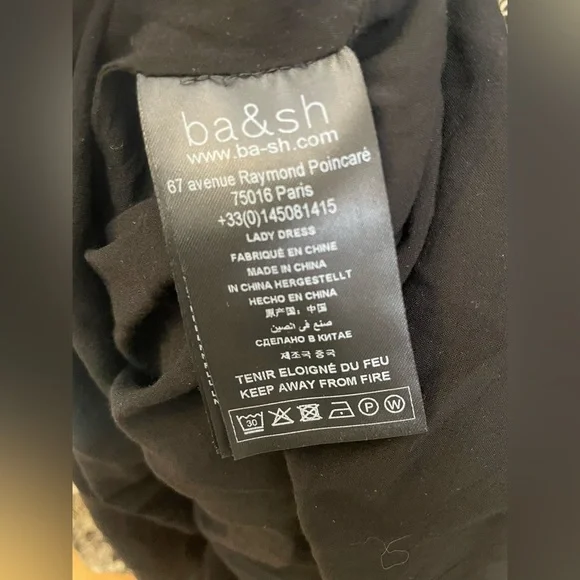 ba&sh
www.ba-sh.com
67 avenue Raymond Poincaré
75016 Paris
+33(0)145081415
LADY DRESS
FABRIQUÉ EN CHINE
MADE IN CHINA
IN CHINA HERGESTELLT
HECHO EN CHINA
原产国: 中国
صنع في الصين
СДЕЛАНО В КИТАЕ
제조국 중국
TENIR ELOIGNÉ DU FEU
KEEP AWAY FROM FIRE
30 P W